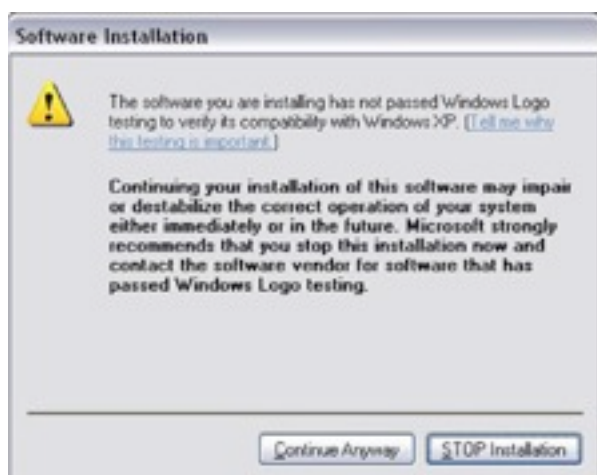 Software Installation
The software you are installing has not passed Windows Logo
testing to verify its compatibility with Windows XP. (Tell me why
this testing is important.)
Continuing your installation of this software may impair
or destabilize the correct operation of your system
either immediately or in the future. Microsoft strongly
recommends that you stop this installation now and
contact the software vendor for software that has
passed Windows Logo testing.
Continue Anyway
STOP Installation